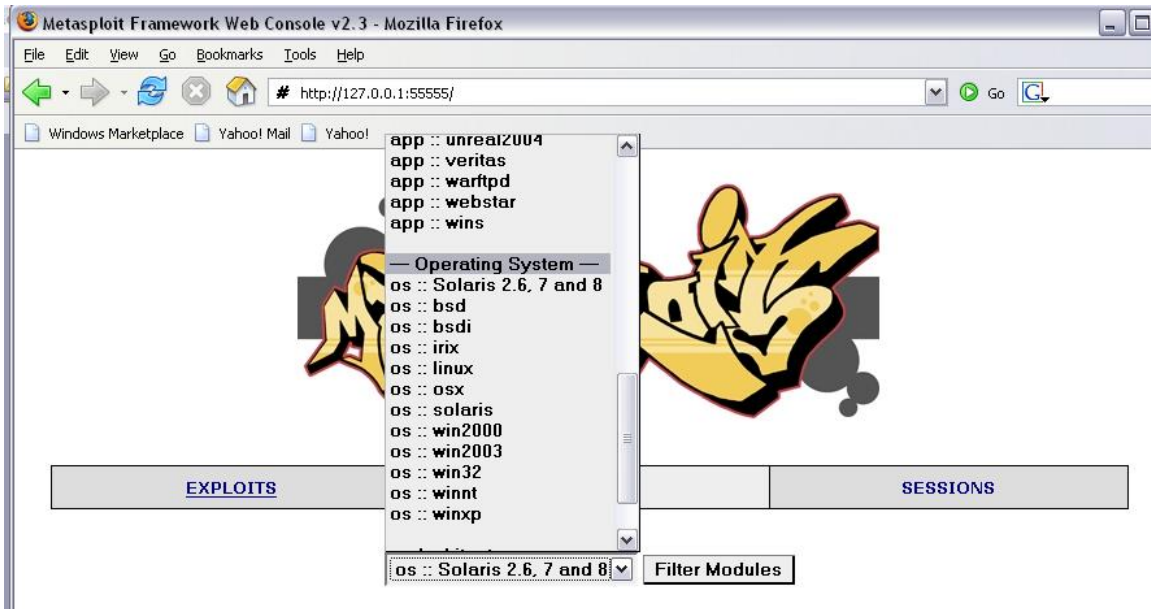 Metasploit Framework Web Console v2.3 - Mozilla Firefox
File Edit View Go Bookmarks Tools Help
# http://127.0.0.1:55555/ Go G
Windows Marketplace Yahoo! Mail Yahoo!
app :: unreal2004
app :: veritas
app :: warftpd
app :: webstar
app :: wins
— Operating System —
os :: Solaris 2.6, 7 and 8
os :: bsd
os :: bsdi
os :: irix
os :: linux
os :: osx
os :: solaris
os :: win2000
os :: win2003
os :: win32
os :: winnt
os :: winxp
EXPLOITS SESSIONS
os :: Solaris 2.6, 7 and 8 Filter Modules